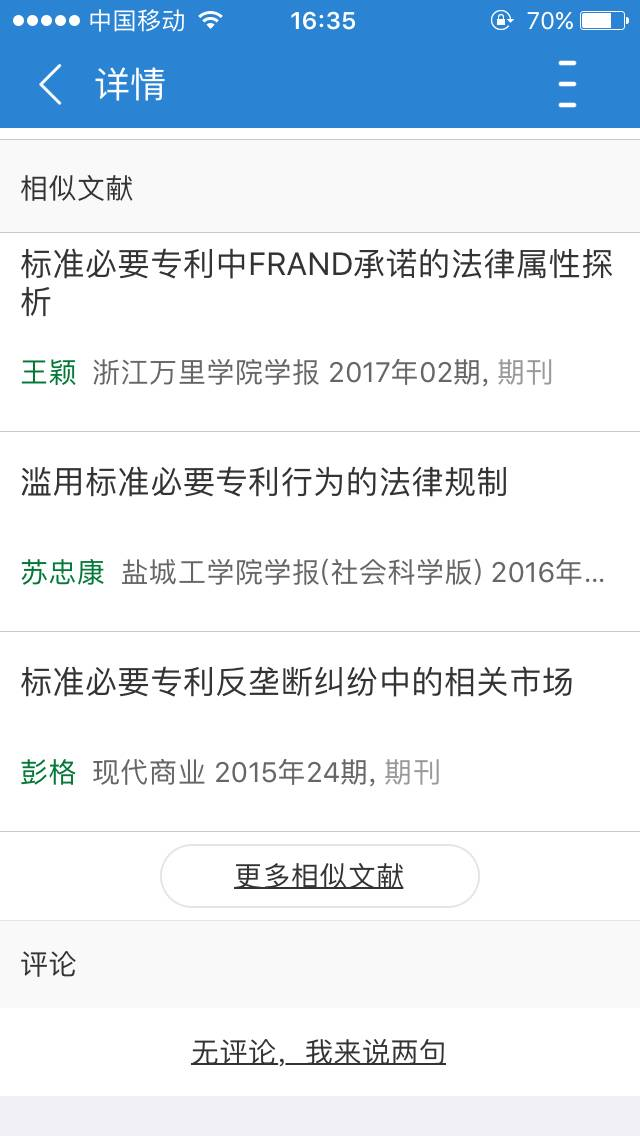 中国移动 16:35 70%
详情
相似文献
标准必要专利中FRAND承诺的法律属性探
析
王颖 浙江万里学院学报 2017年02期, 期刊
滥用标准必要专利行为的法律规制
苏忠康 盐城工学院学报(社会科学版) 2016年...
标准必要专利反垄断纠纷中的相关市场
彭格 现代商业 2015年24期, 期刊
更多相似文献
评论
无评论，我来说两句